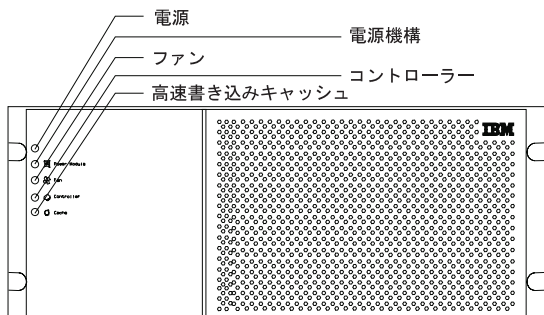 電源
電源機構
ファン
コントローラー
高速書き込みキャッシュ
IBM
Power Module
Fan
Controller
Cache